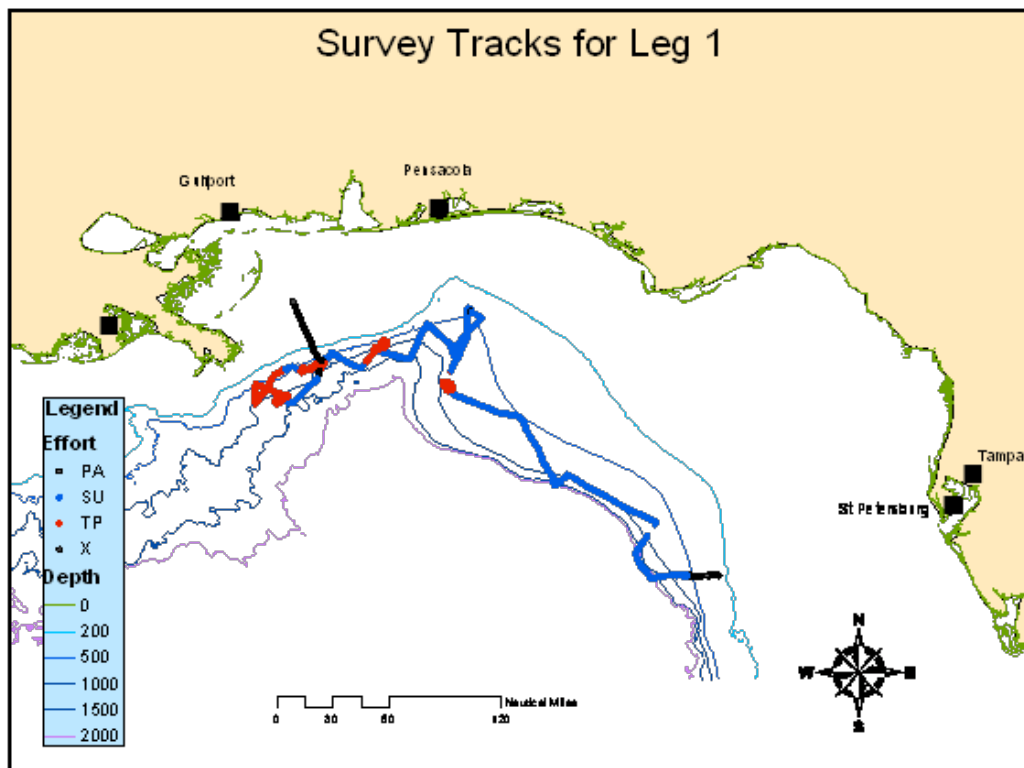 Survey Tracks for Leg 1
Pensacola
Gulfport
Tampa
St Petersburg
Legend
Effort
PA
SU
TP
X
Depth
0
200
500
1000
1500
2000
0 30 60 120
Nautical Miles
N
W E
S